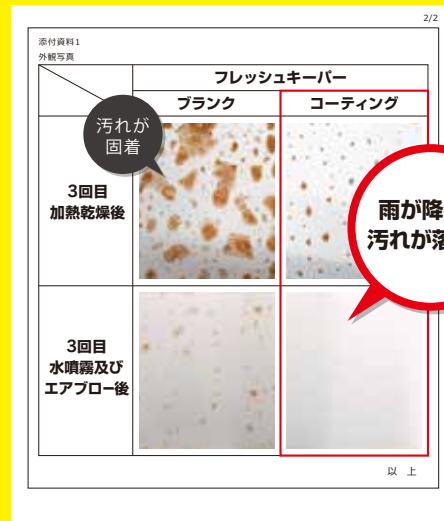 2/2
添付資料1
外観写真
フレッシュキーパー
ブランク
コーティング
汚れが
固着
3回目
加熱乾燥後
雨が降
汚れが落
3回目
水噴霧及び
エアブロー後
以 上